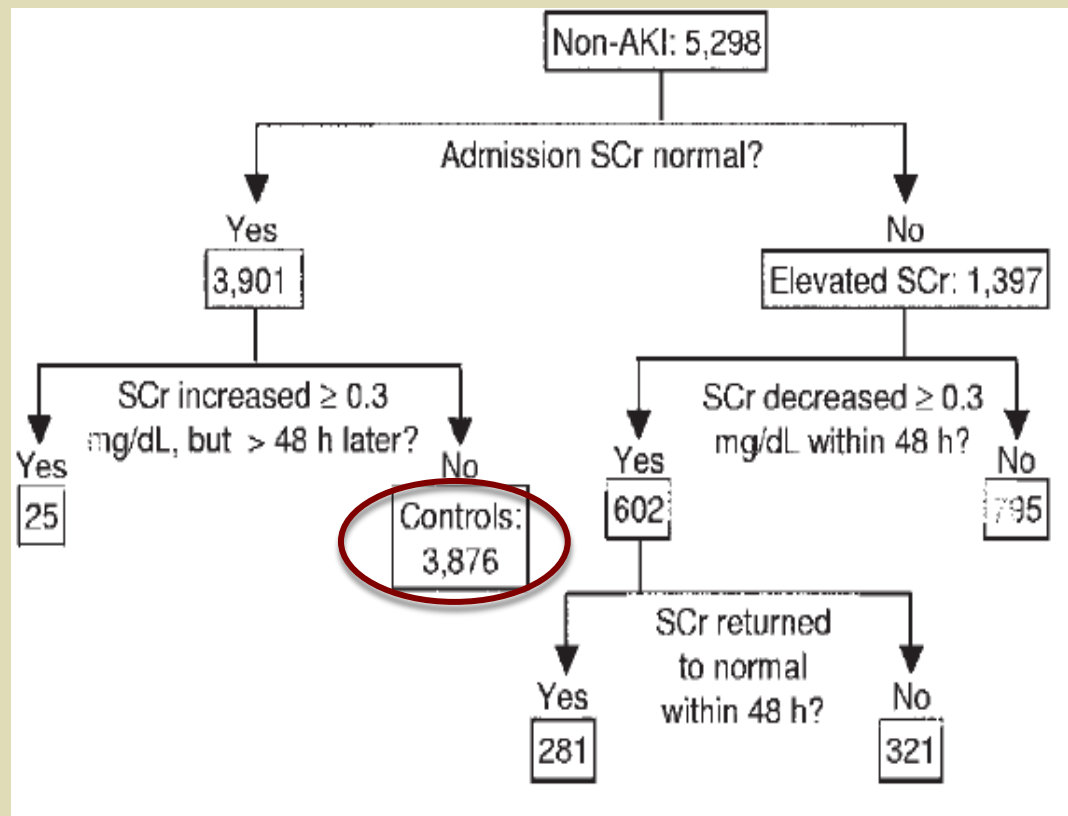 Non-AKI: 5,298
Admission SCr normal?
Yes
3,901
No
Elevated SCr: 1,397
SCr increased ≥ 0.3
mg/dL, but > 48 h later?
Yes
25
No
Controls:
3,876
SCr decreased ≥ 0.3
mg/dL within 48 h?
Yes
602
No
795
SCr returned
to normal
within 48 h?
Yes
281
No
321